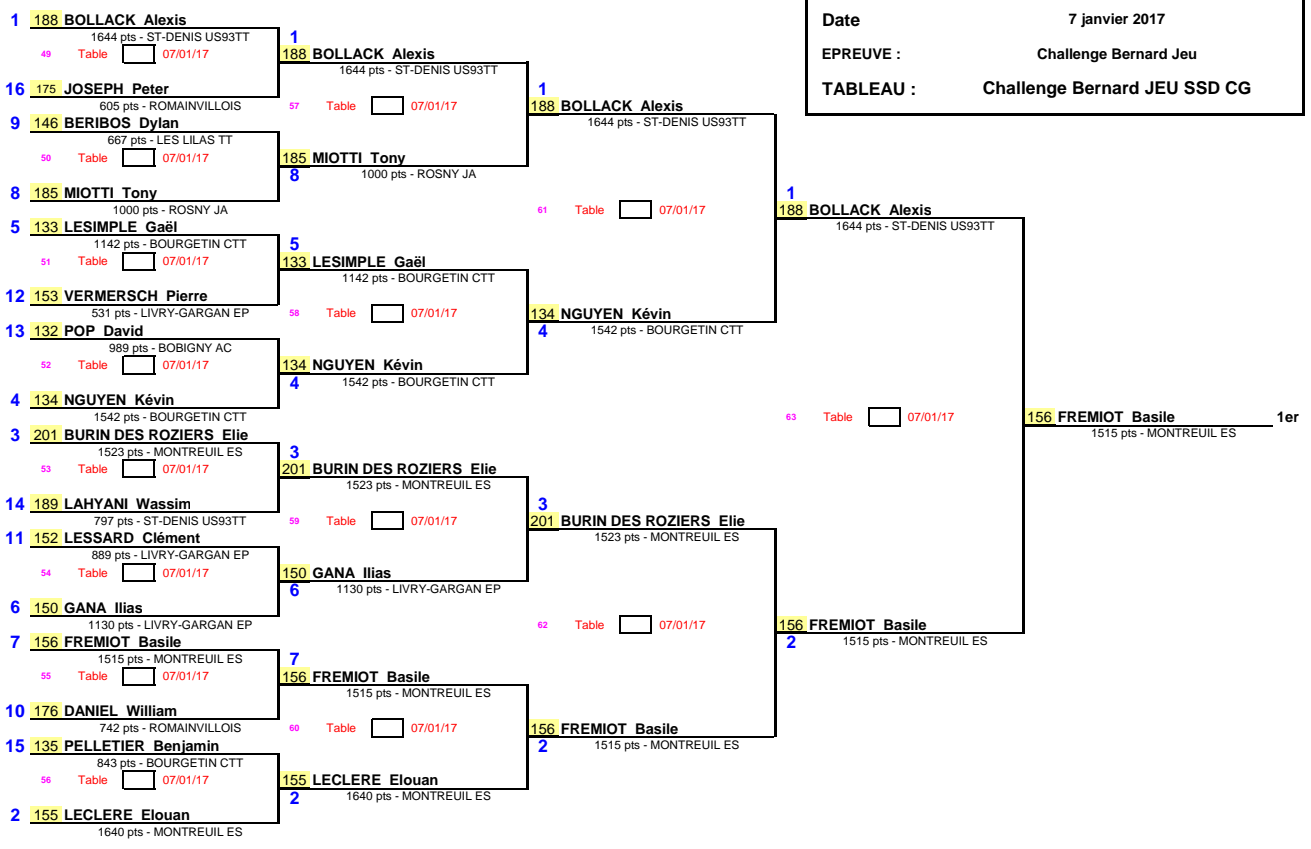 Date 7 janvier 2017
EPREUVE : Challenge Bernard Jeu
TABLEAU : Challenge Bernard JEU SSD CG
1 188 BOLLACK Alexis
1644 pts - ST-DENIS US93TT
49 Table 07/01/17
16 175 JOSEPH Peter
605 pts - ROMAINVILLOIS
9 146 BERIBOS Dylan
667 pts - LES LILAS TT
50 Table 07/01/17
8 185 MIOTTI Tony
1000 pts - ROSNY JA
5 133 LESIMPLE Gaël
1142 pts - BOURGETIN CTT
51 Table 07/01/17
12 153 VERMERSCH Pierre
531 pts - LIVRY-GARGAN EP
13 132 POP David
989 pts - BOBIGNY AC
52 Table 07/01/17
4 134 NGUYEN Kévin
1542 pts - BOURGETIN CTT
3 201 BURIN DES ROZIERS Elie
1523 pts - MONTREUIL ES
53 Table 07/01/17
14 189 LAHYANI Wassim
797 pts - ST-DENIS US93TT
11 152 LESSARD Clément
889 pts - LIVRY-GARGAN EP
54 Table 07/01/17
6 150 GANA Ilias
1130 pts - LIVRY-GARGAN EP
7 156 FREMIOT Basile
1515 pts - MONTREUIL ES
55 Table 07/01/17
10 176 DANIEL William
742 pts - ROMAINVILLOIS
15 135 PELLETIER Benjamin
843 pts - BOURGETIN CTT
56 Table 07/01/17
2 155 LECLERE Elouan
1640 pts - MONTREUIL ES
1
188 BOLLACK Alexis
1644 pts - ST-DENIS US93TT
57 Table 07/01/17
185 MIOTTI Tony
8 1000 pts - ROSNY JA
5
133 LESIMPLE Gaël
1142 pts - BOURGETIN CTT
58 Table 07/01/17
134 NGUYEN Kévin
4 1542 pts - BOURGETIN CTT
3
201 BURIN DES ROZIERS Elie
1523 pts - MONTREUIL ES
59 Table 07/01/17
150 GANA Ilias
6 1130 pts - LIVRY-GARGAN EP
7
156 FREMIOT Basile
1515 pts - MONTREUIL ES
60 Table 07/01/17
155 LECLERE Elouan
2 1640 pts - MONTREUIL ES
1
188 BOLLACK Alexis
1644 pts - ST-DENIS US93TT
61 Table 07/01/17
134 NGUYEN Kévin
4 1542 pts - BOURGETIN CTT
3
201 BURIN DES ROZIERS Elie
1523 pts - MONTREUIL ES
62 Table 07/01/17
156 FREMIOT Basile
2 1515 pts - MONTREUIL ES
1
188 BOLLACK Alexis
1644 pts - ST-DENIS US93TT
63 Table 07/01/17
156 FREMIOT Basile
2 1515 pts - MONTREUIL ES
156 FREMIOT Basile 1er
1515 pts - MONTREUIL ES